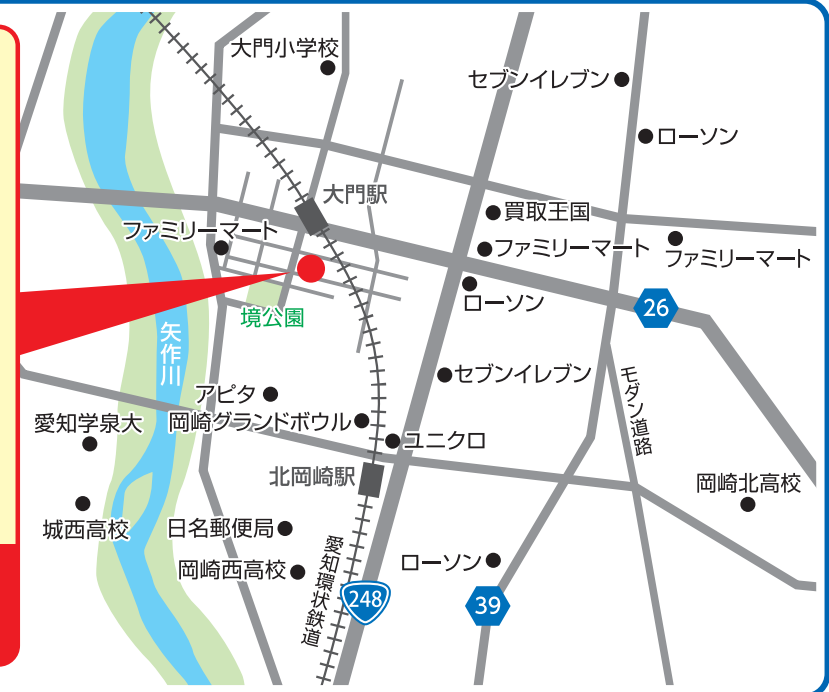 大門小学校
セブンイレブン
ローソン
大門駅
買取王国
ファミリーマート
ファミリーマート
ファミリーマート
ローソン
26
境公園
矢作川
セブンイレブン
モダン道路
アピタ
岡崎グランドボウル
愛知学泉大
ユニクロ
北岡崎駅
岡崎北高校
城西高校
日名郵便局
岡崎西高校
愛知環状鉄道
ローソン
248
39